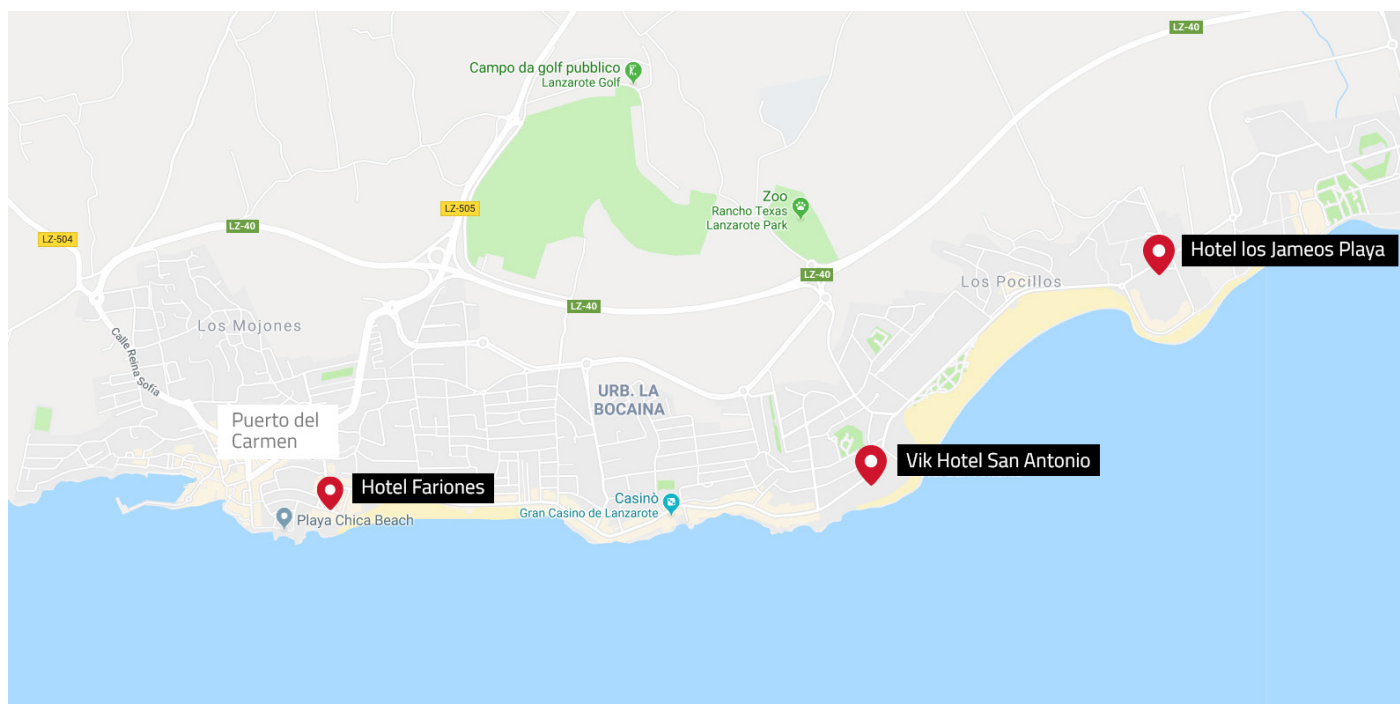 LZ-40
Campo da golf pubblico
Lanzarote Golf
Zoo
Rancho Texas
Lanzarote Park
LZ-505
LZ-40
LZ-504
Hotel los Jameos Playa
LZ-40
Los Pocillos
LZ-40
Los Mojones
Calle Reina Sofía
URB. LA
BOCAINA
Puerto del
Carmen
Vik Hotel San Antonio
Hotel Fariones
Casinò
Gran Casino de Lanzarote
Playa Chica Beach